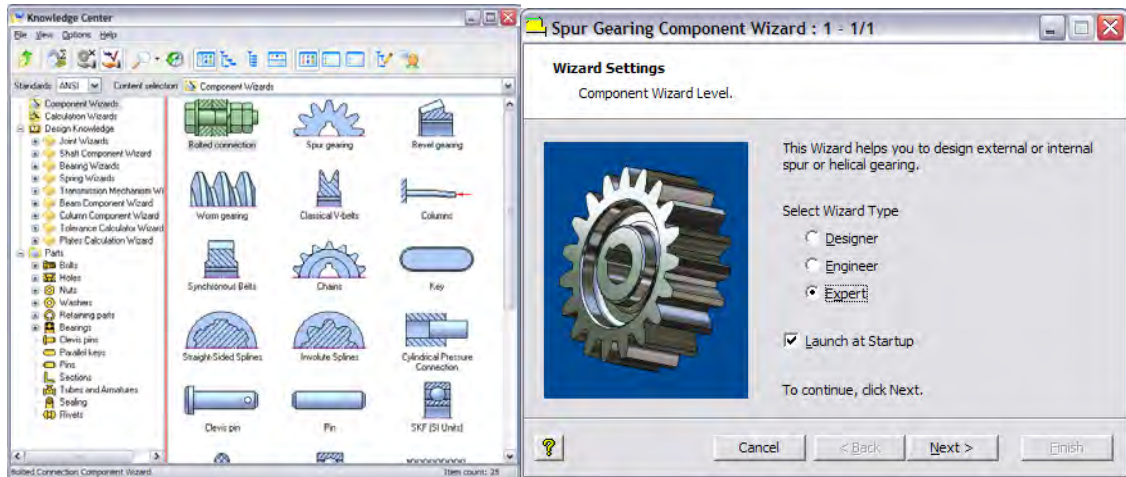 Knowledge Center
File View Options Help
Standards ANSI Content selection Component Wizards
Component Wizards
Calculation Wizards
Design Knowledge
Joint Wizards
Shaft Component Wizard
Bearing Wizards
Spring Wizards
Transmission Mechanism Wi
Beam Component Wizard
Column Component Wizard
Tolerance Calculator Wizard
Plates Calculation Wizard
Parts
Bolts
Holes
Nuts
Washers
Retaining parts
Bearings
Clevis pins
Parallel keys
Pins
Sections
Tubes and Armatures
Sealing
Rivets
Bolted connection Spur gearing Bevel gearing
Worm gearing Classical V-belts Columns
Synchronous Belts Chains Key
Straight-Sided Splines Involute Splines Cylindrical Pressure
Connection
Clevis pin Pin SKF (SI Units)
Bolted Connection Component Wizard Item count: 25
Spur Gearing Component Wizard : 1 - 1/1
Wizard Settings
Component Wizard Level.
This Wizard helps you to design external or internal
spur or helical gearing.
Select Wizard Type
Designer
Engineer
Expert
Launch at Startup
To continue, click Next.
Cancel < Back Next > Finish